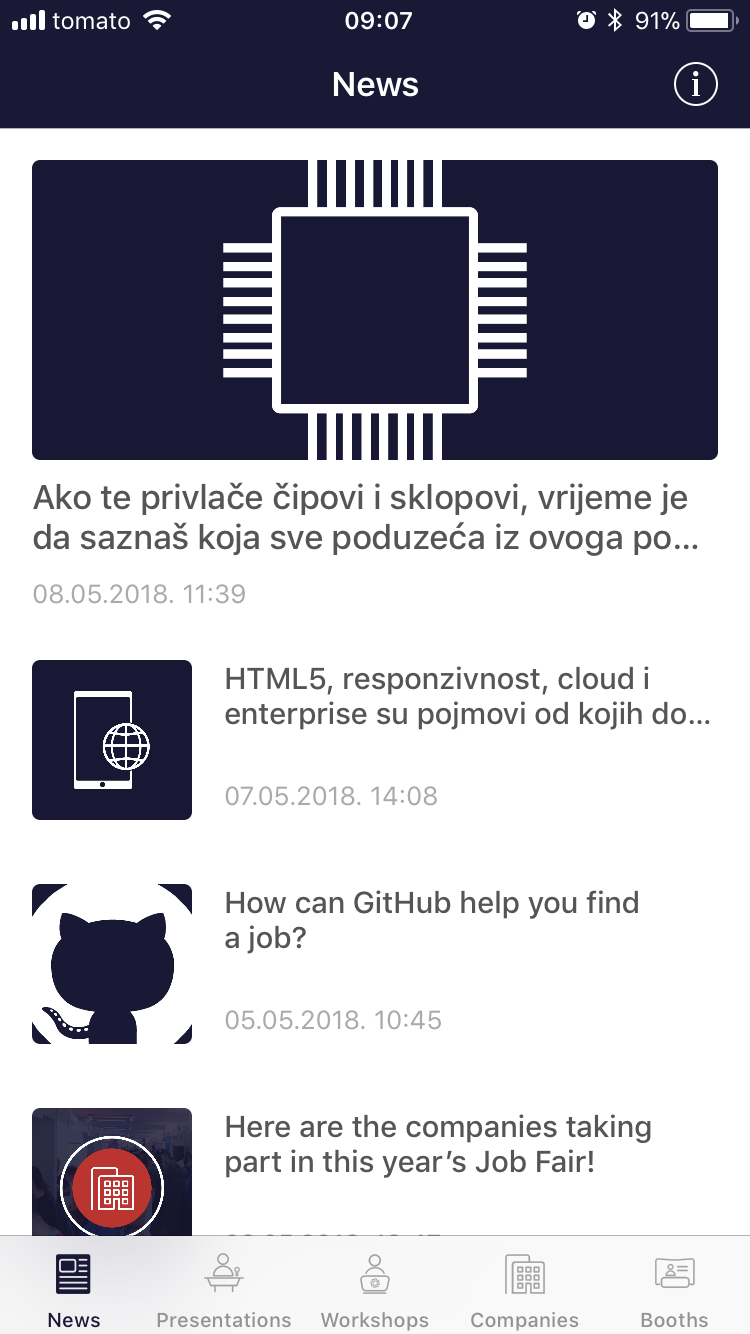 tomato 09:07 91%
News
Ako te privlače čipovi i sklopovi, vrijeme je
da saznaš koja sve poduzeća iz ovoga po...
08.05.2018. 11:39
HTML5, responzivnost, cloud i
enterprise su pojmovi od kojih do...
07.05.2018. 14:08
How can GitHub help you find
a job?
05.05.2018. 10:45
Here are the companies taking
part in this year’s Job Fair!
News Presentations Workshops Companies Booths